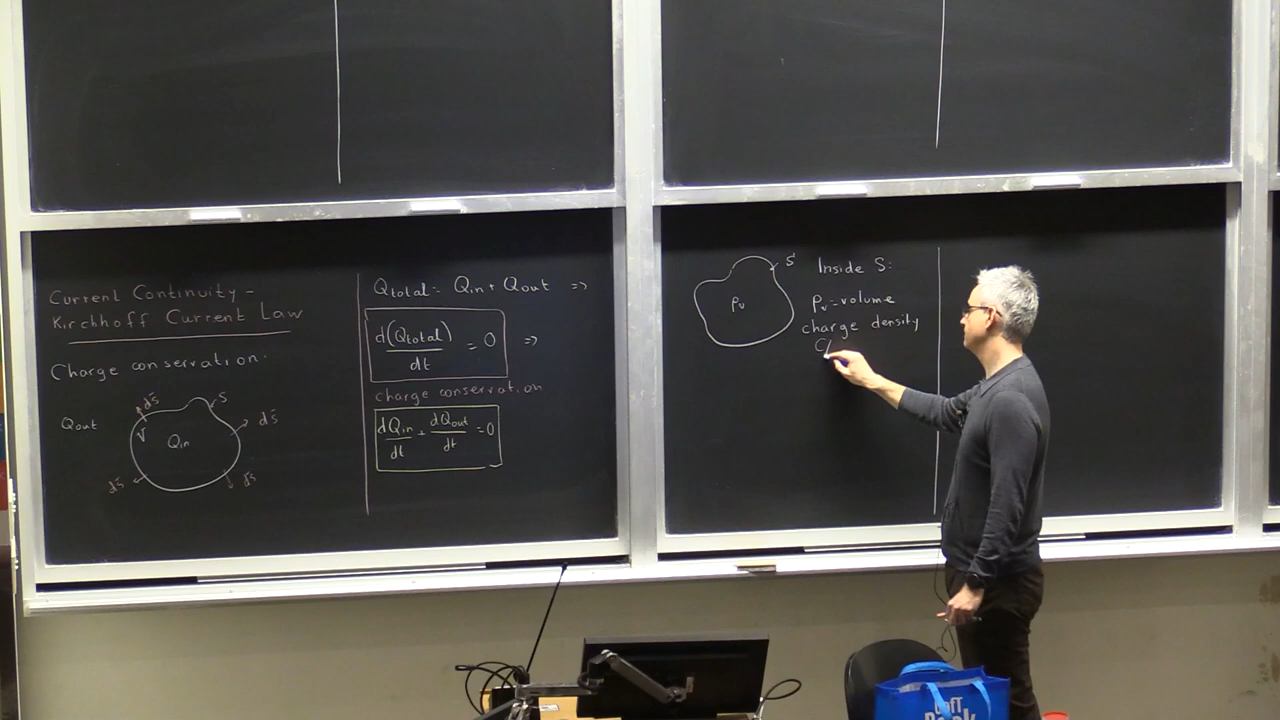 Current Continuity -
Kirchhoff Current Law
Charge conservation.
Qout
ds̄
S
V
Qin
ds̄
ds̄
ds̄
Qtotal = Qin + Qout =>
d(Qtotal)/dt = 0 =>
charge conservation
dQin/dt + dQout/dt = 0
S
ρv
Inside S:
ρv - volume
charge density
C/